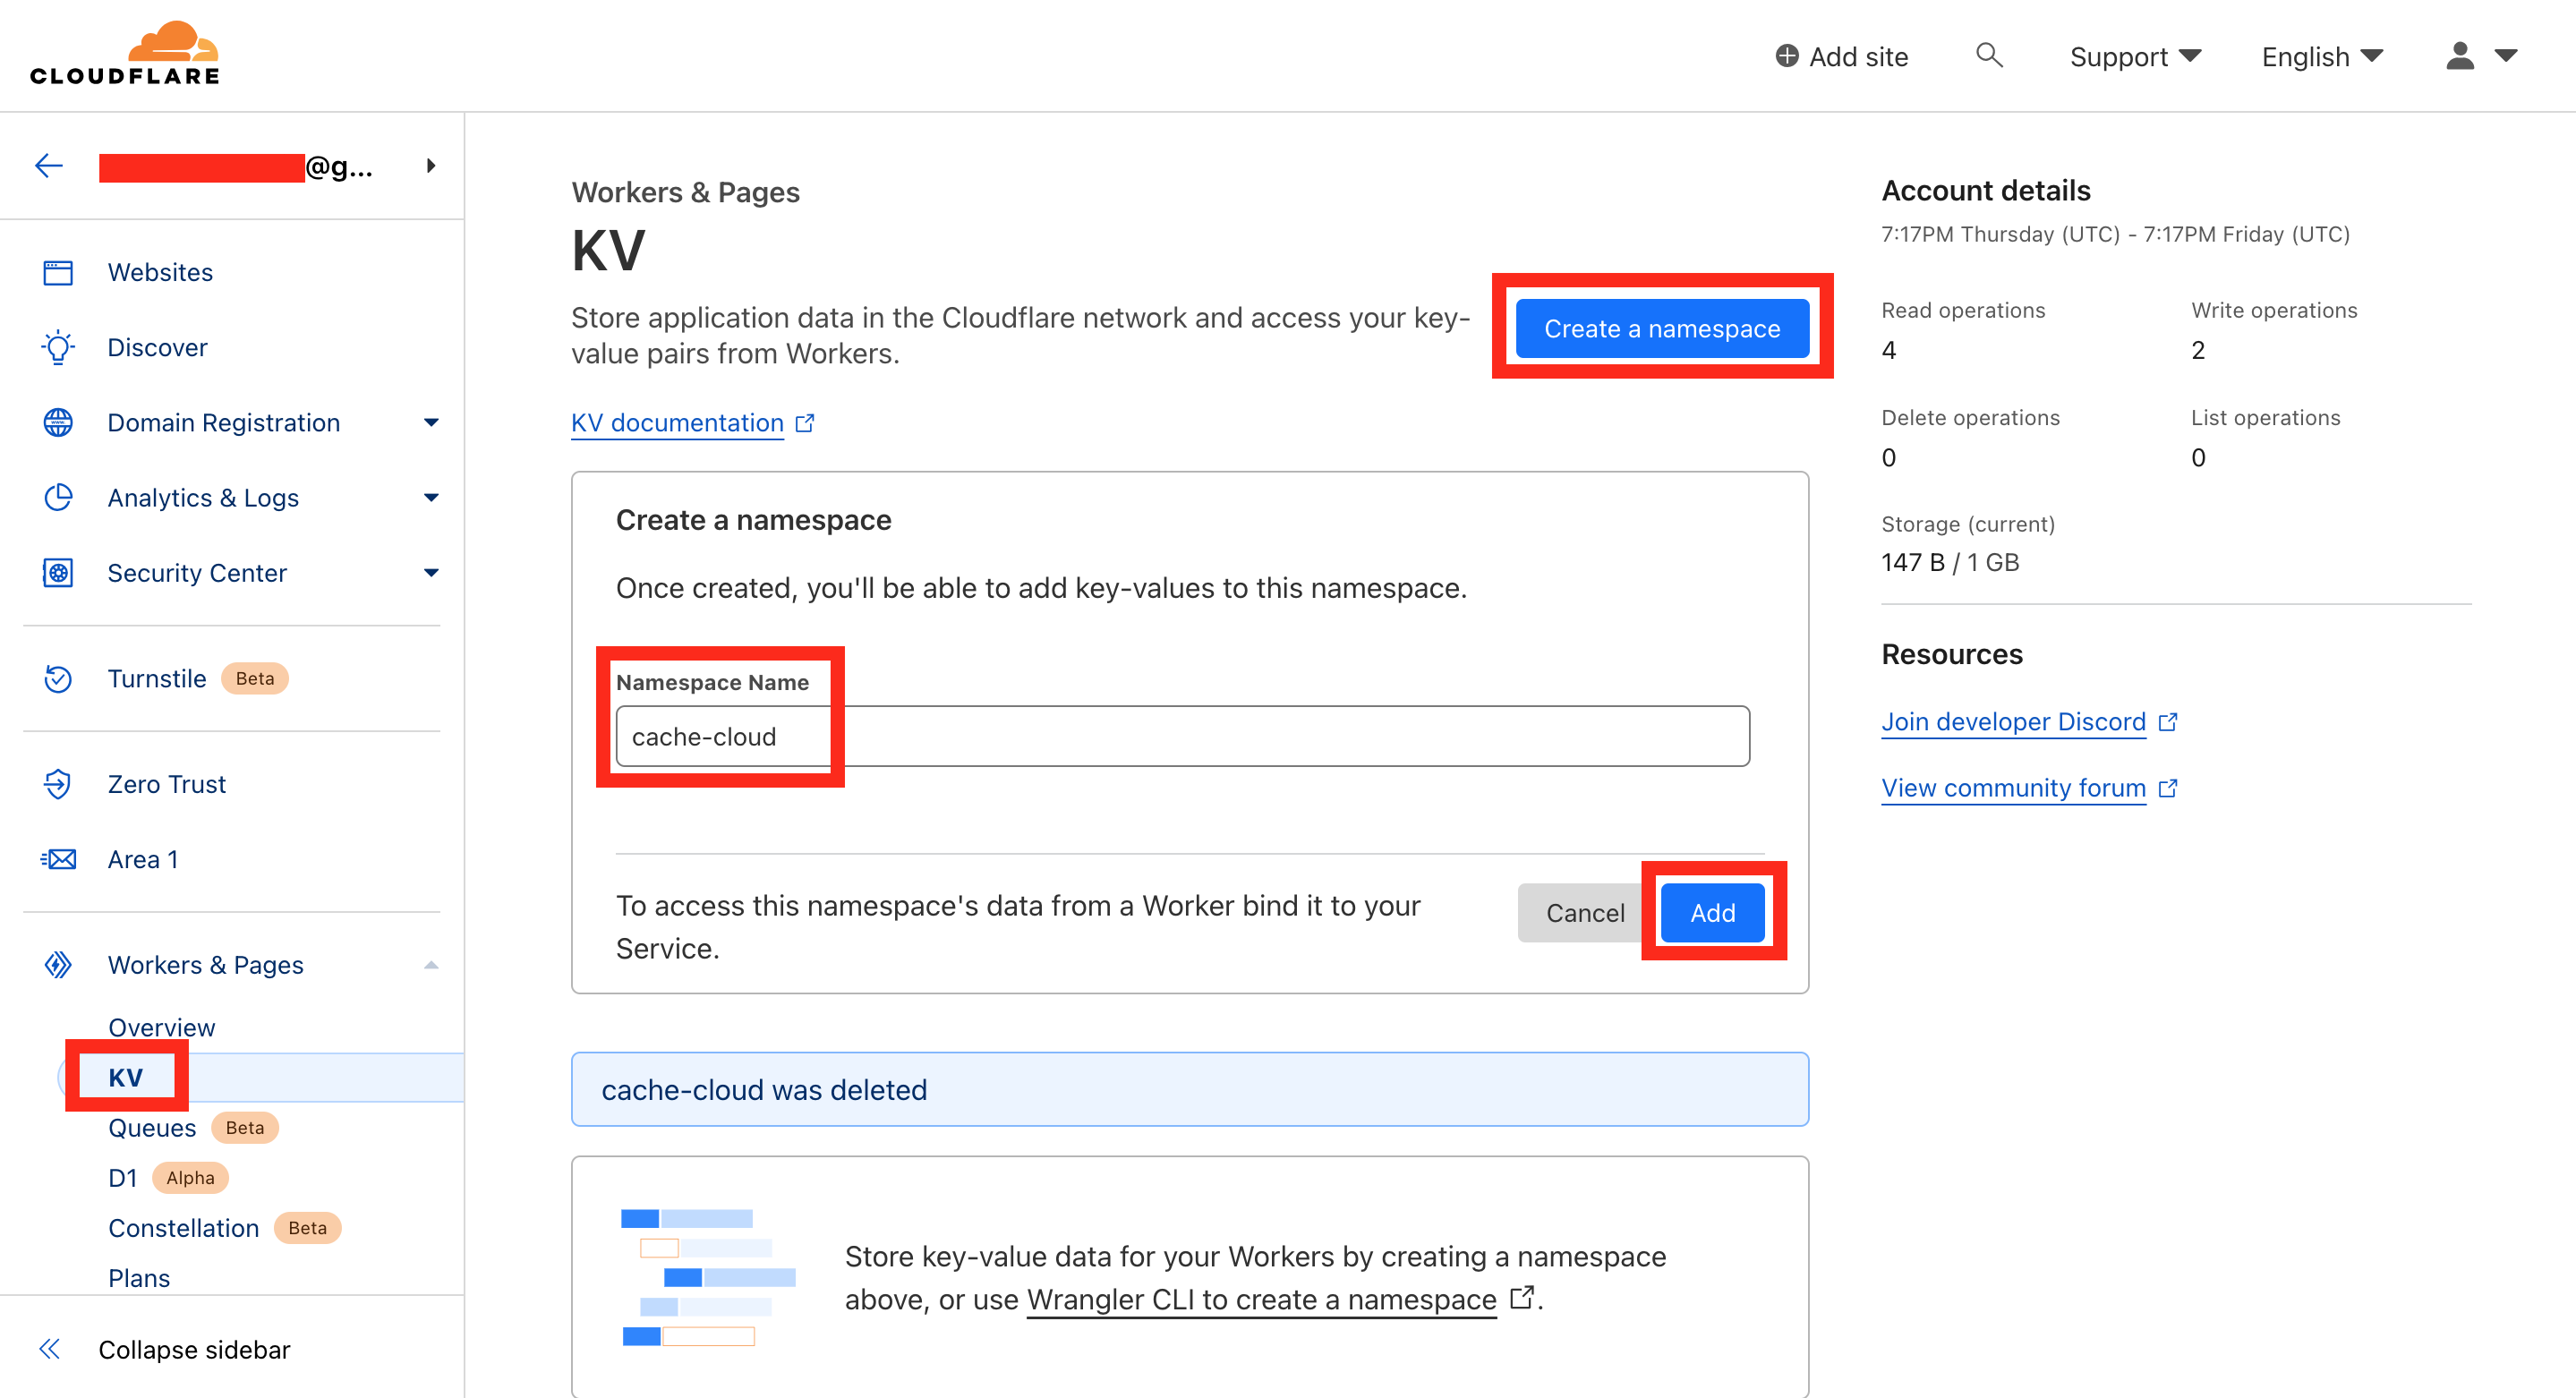 CLOUDFLARE
Add site
Support
English
@g...
Websites
Discover
Domain Registration
Analytics & Logs
Security Center
Turnstile Beta
Zero Trust
Area 1
Workers & Pages
Overview
KV
Queues Beta
D1 Alpha
Constellation Beta
Plans
Collapse sidebar
Workers & Pages
KV
Store application data in the Cloudflare network and access your key-
value pairs from Workers.
Create a namespace
KV documentation
Create a namespace
Once created, you'll be able to add key-values to this namespace.
Namespace Name
cache-cloud
To access this namespace's data from a Worker bind it to your
Service.
Cancel
Add
cache-cloud was deleted
Store key-value data for your Workers by creating a namespace
above, or use Wrangler CLI to create a namespace .
Account details
7:17PM Thursday (UTC) - 7:17PM Friday (UTC)
Read operations
4
Write operations
2
Delete operations
0
List operations
0
Storage (current)
147 B / 1 GB
Resources
Join developer Discord
View community forum